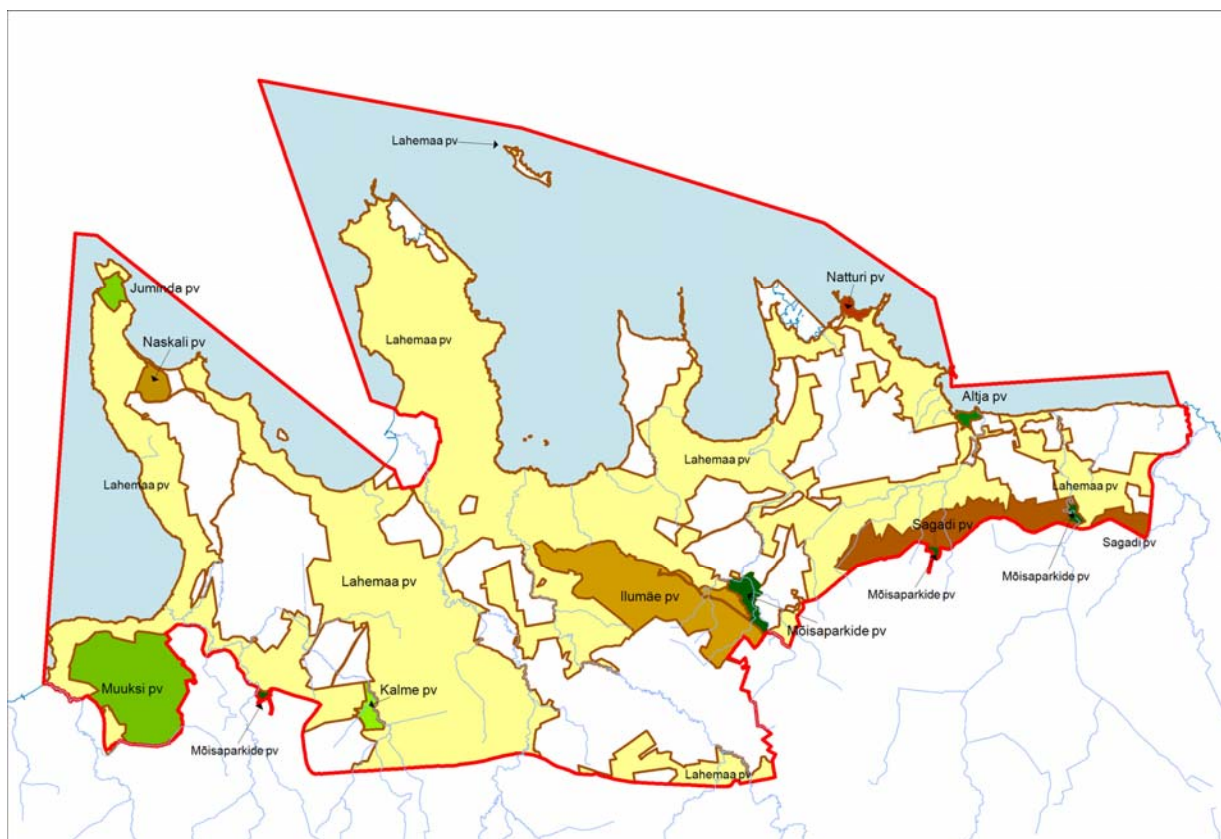 Lahemaa pv
Natturi pv
Juminda pv
Naskali pv
Lahemaa pv
Altja pv
Lahemaa pv
Lahemaa pv
Lahemaa pv
Sagadi pv
Sagadi pv
Lahemaa pv
Mõisaparkide pv
Ilumäe pv
Mõisaparkide pv
Mõisaparkide pv
Muuksi pv
Kalme pv
Mõisaparkide pv
Lahemaa pv